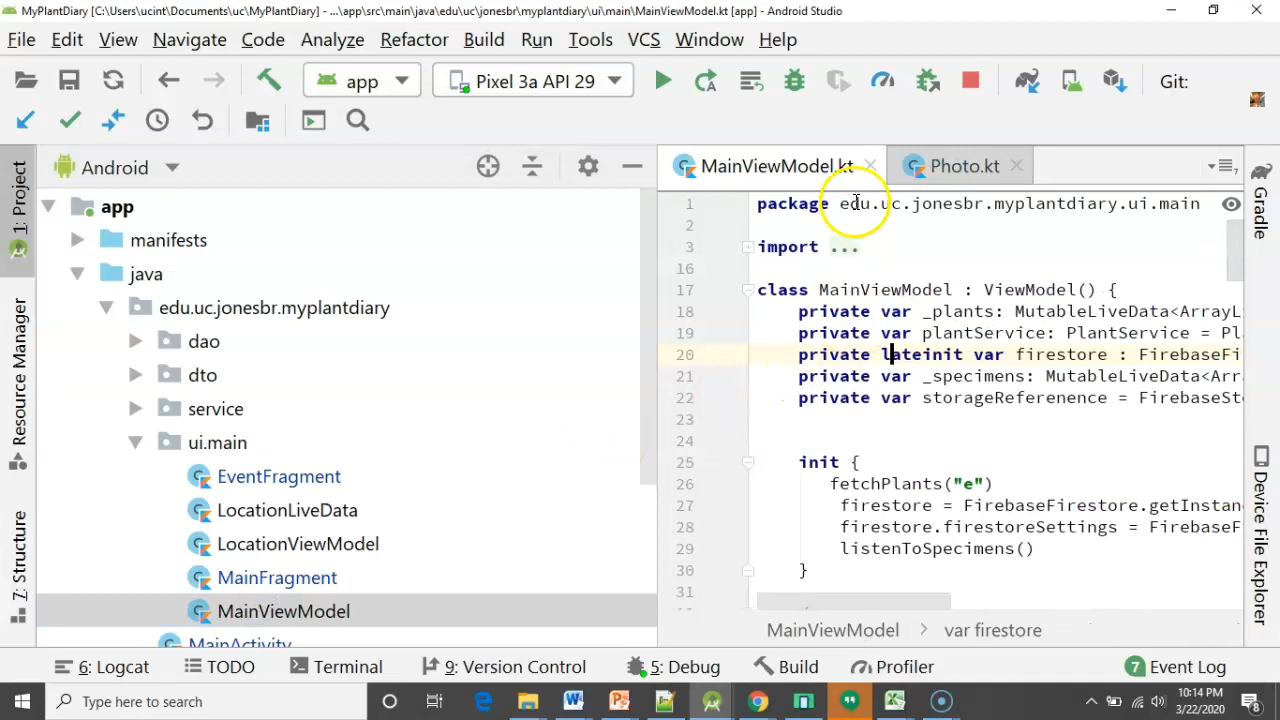 MyPlantDiary [C:\Users\ucint\Documents\uc\MyPlantDiary] - ...\app\src\main\java\edu\uc\jonesbr\myplantdiary\ui\main\MainViewModel.kt [app] - Android Studio
File Edit View Navigate Code Analyze Refactor Build Run Tools VCS Window Help
app Pixel 3a API 29 Git:
Android MainViewModel.kt Photo.kt
1: Project
Resource Manager
7: Structure
app
manifests
java
edu.uc.jonesbr.myplantdiary
dao
dto
service
ui.main
EventFragment
LocationLiveData
LocationViewModel
MainFragment
MainViewModel
MainActivity
1 package edu.uc.jonesbr.myplantdiary.ui.main
2
3 import ...
16
17 class MainViewModel : ViewModel() {
18 private var _plants: MutableLiveData<ArrayL
19 private var plantService: PlantService = Pl
20 private lateinit var firestore : FirebaseFi
21 private var _specimens: MutableLiveData<Arr
22 private var storageReferenence = FirebaseSto
23
24
25 init {
26 fetchPlants("e")
27 firestore = FirebaseFirestore.getInstan
28 firestore.firestoreSettings = FirebaseF
29 listenToSpecimens()
30 }
31
MainViewModel > var firestore
Gradle
Device File Explorer
6: Logcat TODO Terminal 9: Version Control 5: Debug Build Profiler 7 Event Log
Type here to search
10:14 PM
3/22/2020
8